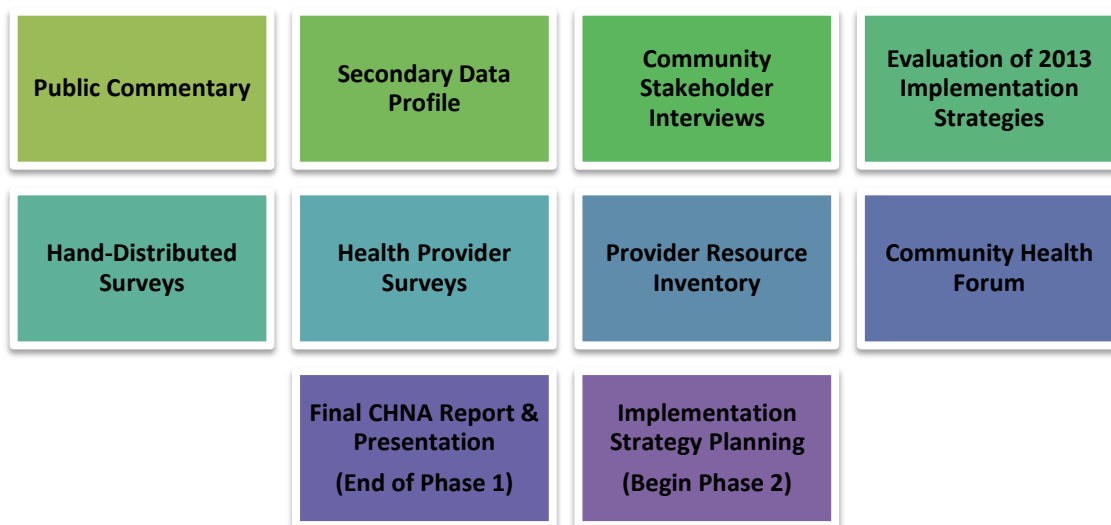 Public Commentary
Secondary Data
Profile
Community
Stakeholder
Interviews
Evaluation of 2013
Implementation
Strategies
Hand-Distributed
Surveys
Health Provider
Surveys
Provider Resource
Inventory
Community Health
Forum
Final CHNA Report &
Presentation
(End of Phase 1)
Implementation
Strategy Planning
(Begin Phase 2)